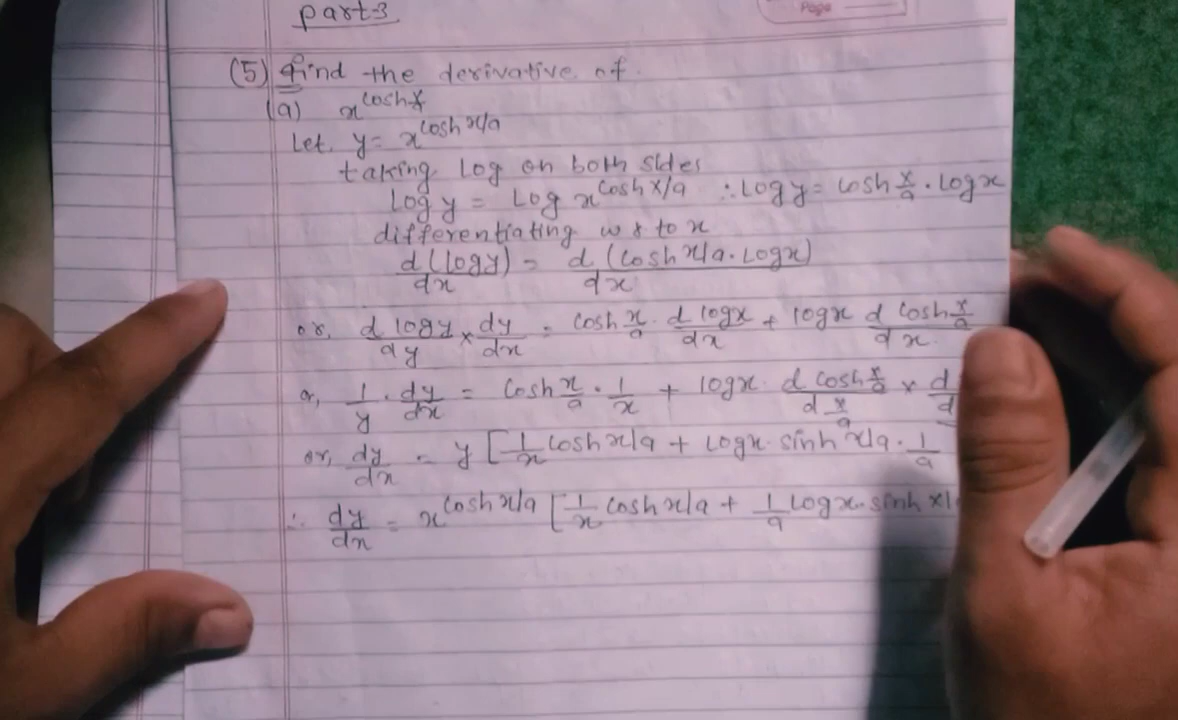 part-3
Page
(5) find the derivative of
(a) x^cosh x/a
Let, y = x^cosh x/a
taking log on both sides
Log y = Log x^cosh x/a ∴ Log y = cosh x/a · Log x
differentiating w r to x
d(log y)/dx = d(cosh x/a · Log x)/dx
or, d log y/dy × dy/dx = cosh x/a · d log x/dx + log x d cosh x/a/dx
or, 1/y · dy/dx = cosh x/a · 1/x + log x · d cosh x/a/d x/a × d/d
or, dy/dx = y [1/x cosh x/a + Log x · sinh x/a · 1/a
∴ dy/dx = x^cosh x/a [1/x cosh x/a + 1/a Log x · sinh x/